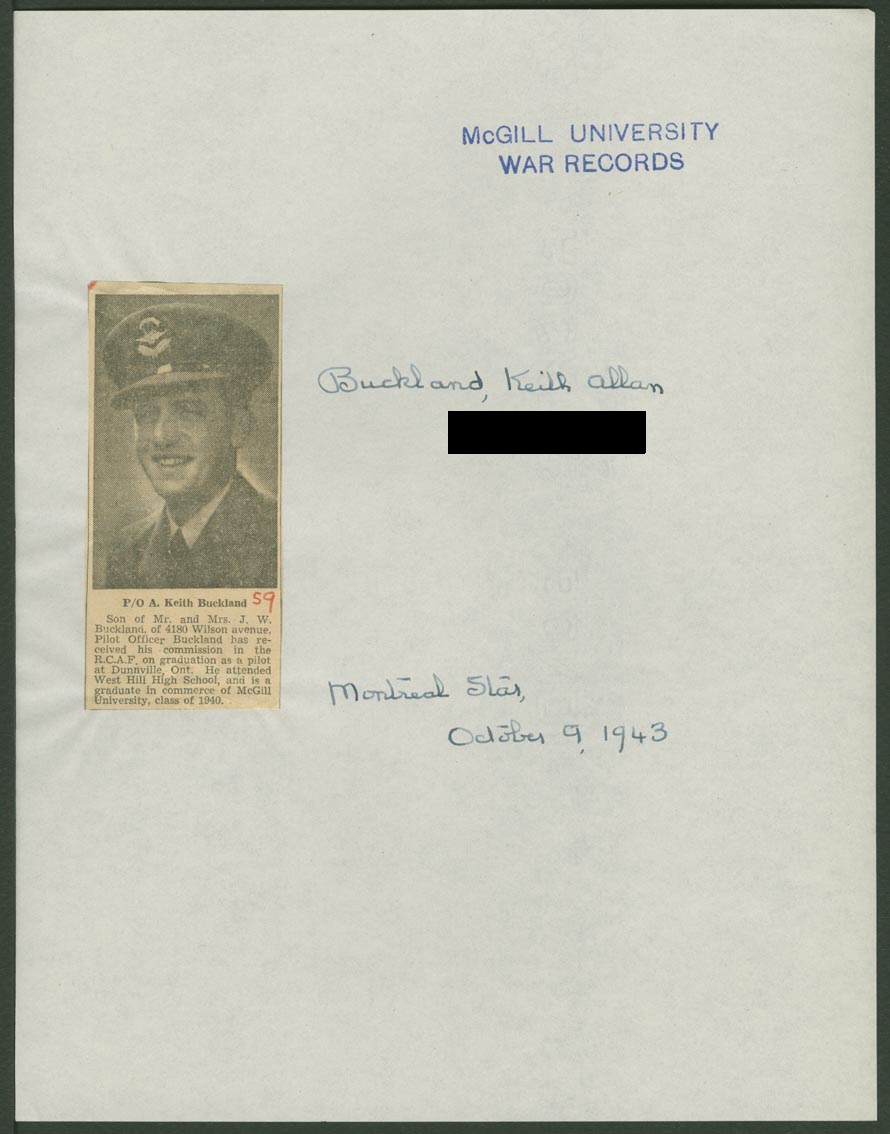 McGILL UNIVERSITY
WAR RECORDS
Buckland, Keith Allan
P/O A. Keith Buckland 59
Son of Mr. and Mrs. J. W.
Buckland, of 4180 Wilson avenue,
Pilot Officer Buckland has re-
ceived his commission in the
R.C.A.F. on graduation as a pilot
at Dunnville, Ont. He attended
West Hill High School, and is a
graduate in commerce of McGill
University, class of 1940.
Montreal Star,
October 9, 1943